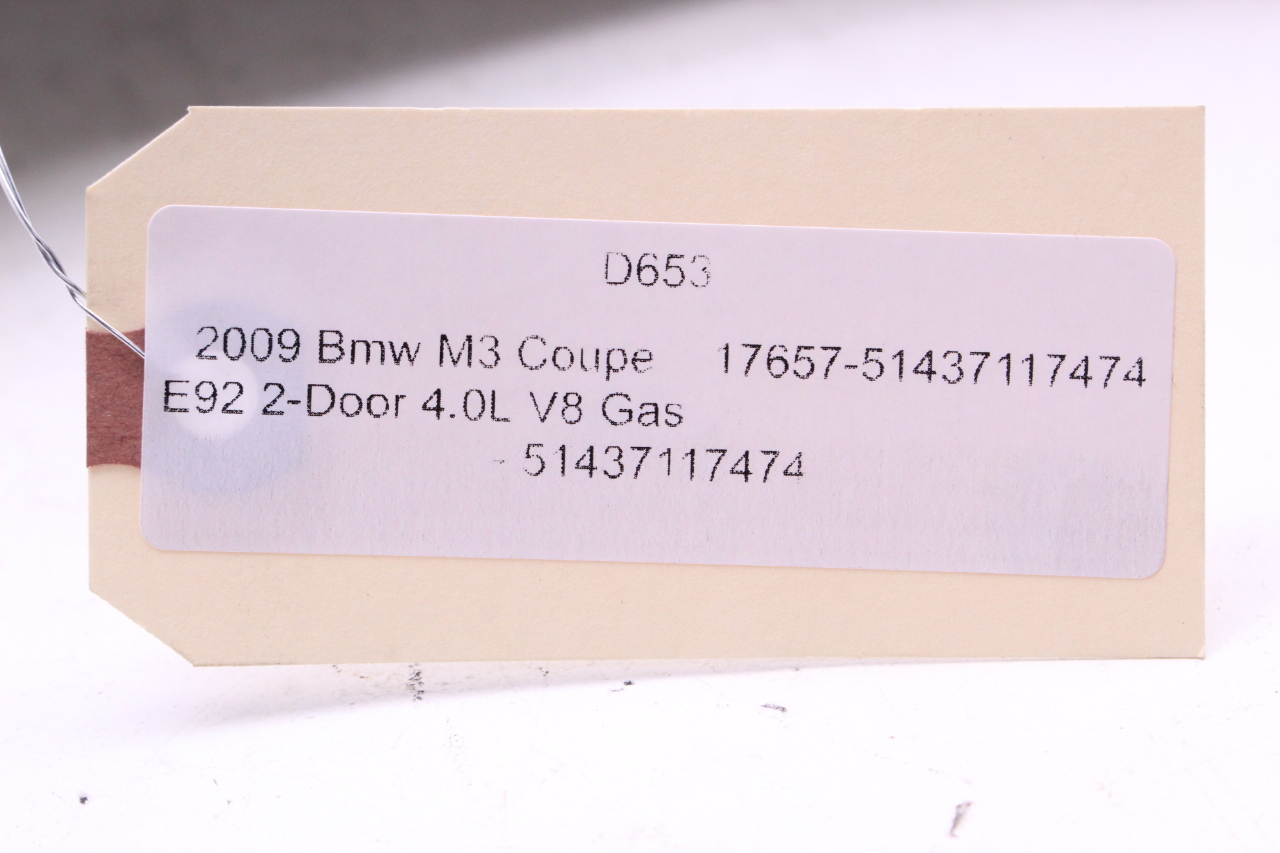 D653
2009 Bmw M3 Coupe 17657-51437117474
E92 2-Door 4.0L V8 Gas
- 51437117474